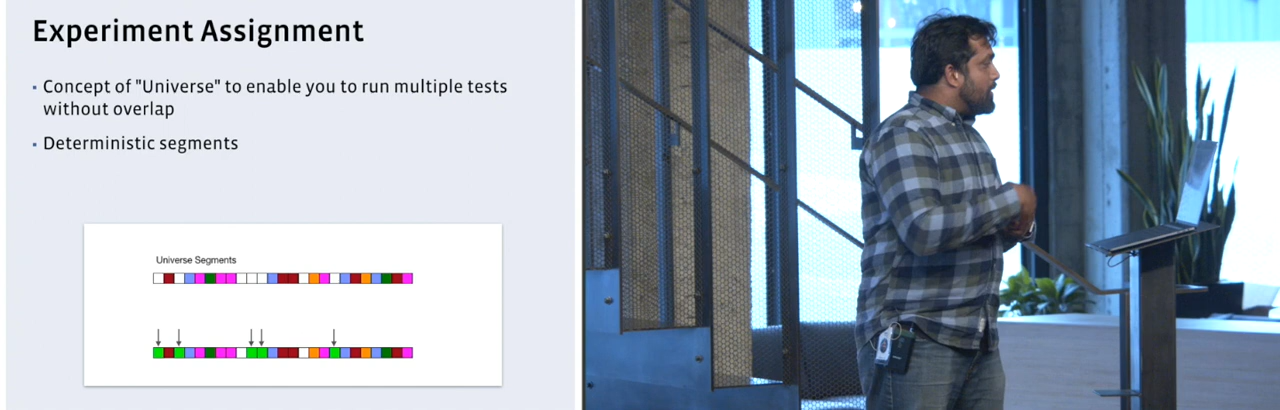 Experiment Assignment
Concept of "Universe" to enable you to run multiple tests
without overlap
Deterministic segments
Universe Segments